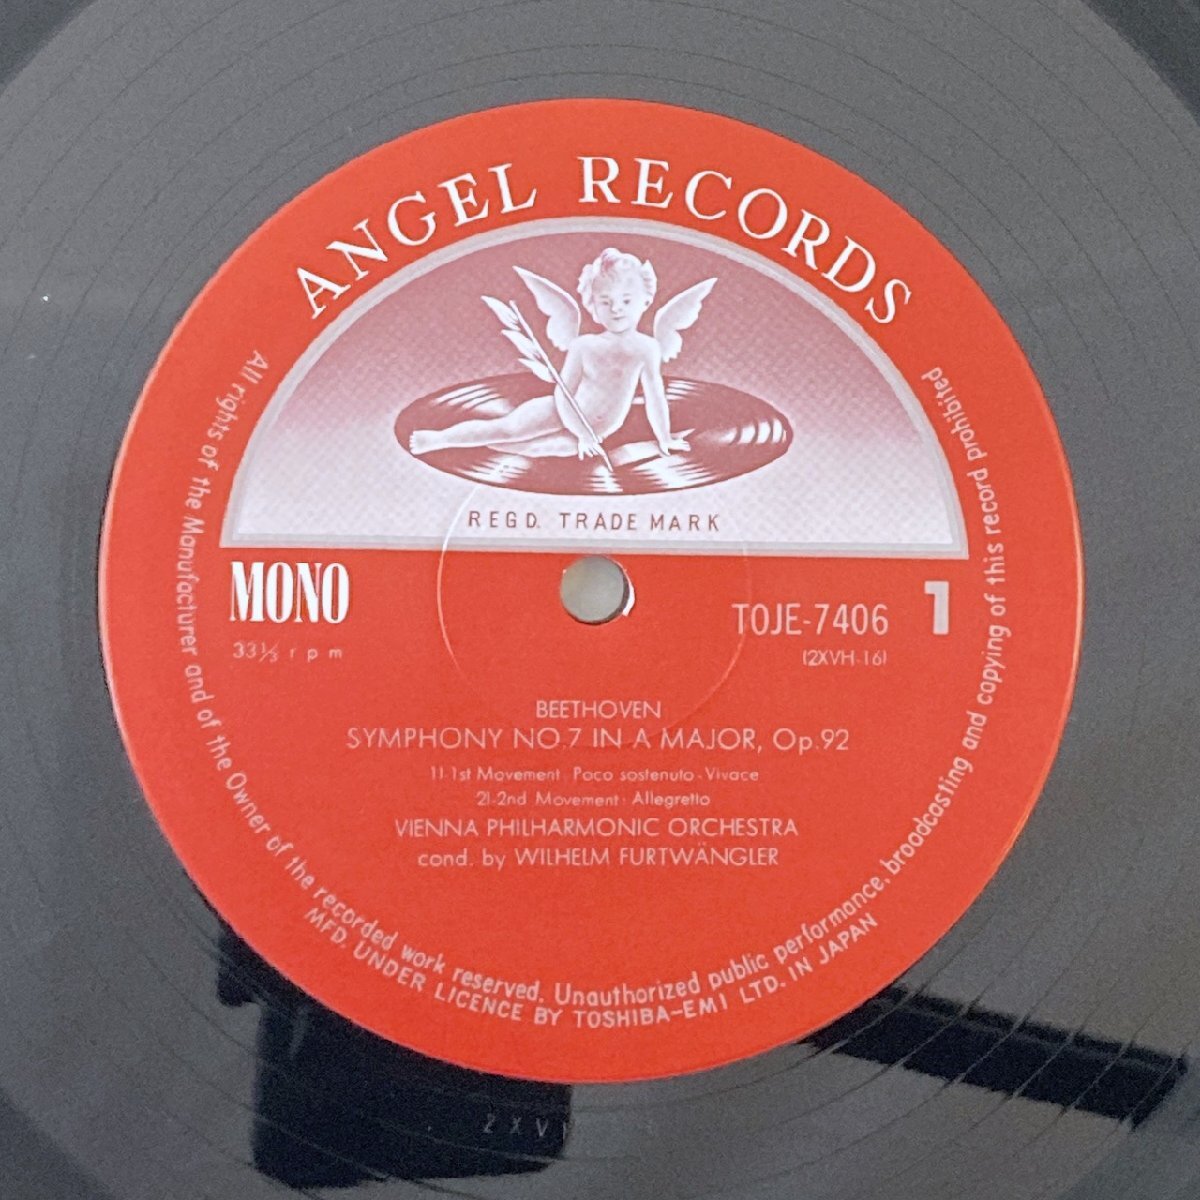 ANGEL RECORDS
REGD. TRADE MARK
MONO
33⅓ rpm
TOJE-7406
1
(2XVH-16)
BEETHOVEN
SYMPHONY NO.7 IN A MAJOR, Op.92
1) 1st Movement: Poco sostenuto-Vivace
2) 2nd Movement: Allegretto
VIENNA PHILHARMONIC ORCHESTRA
cond. by WILHELM FURTWÄNGLER
All rights of the Manufacturer and of the Owner of the recorded work reserved. Unauthorized public performance, broadcasting and copying of this record prohibited
MFD. UNDER LICENCE BY TOSHIBA-EMI LTD. IN JAPAN